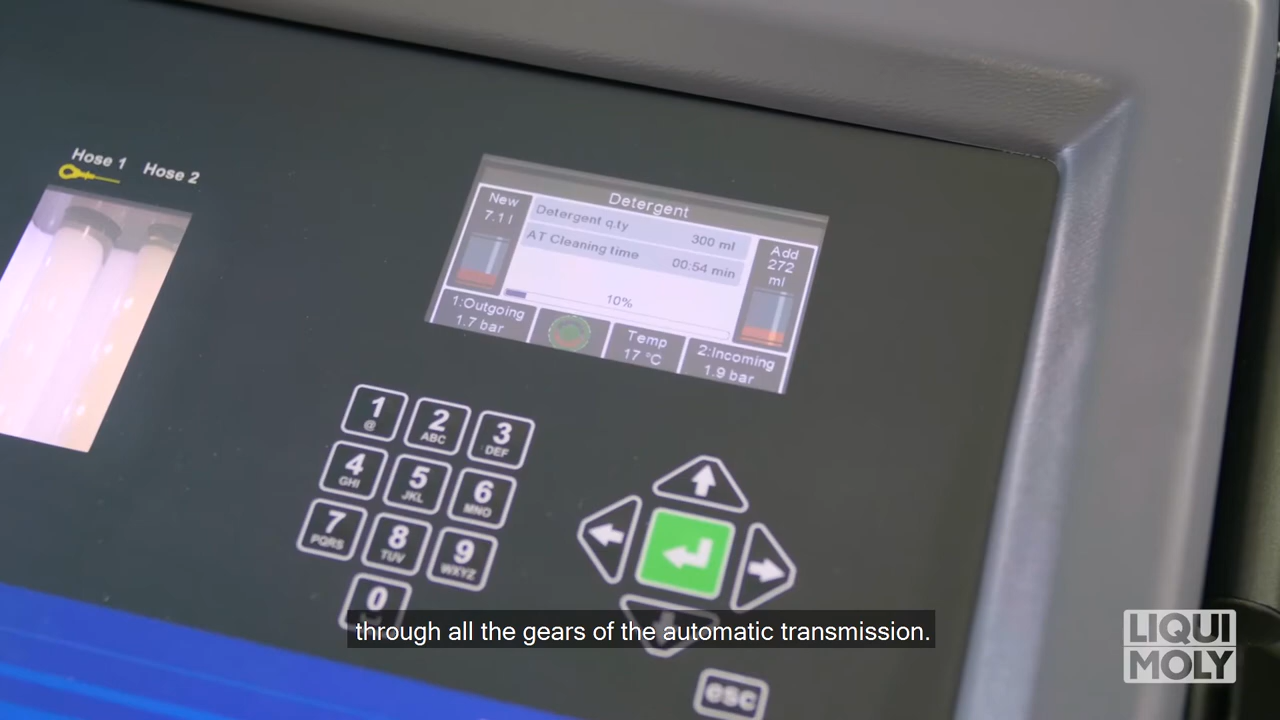 Hose 1
Hose 2
Detergent
New
7.1 l
Detergent q.ty 300 ml
AT Cleaning time 00:54 min
10%
Add
272
ml
1:Outgoing
1.7 bar
Temp
17 °C
2:Incoming
1.9 bar
1
@
2
ABC
3
DEF
4
GHI
5
JKL
6
MNO
7
PQRS
8
TUV
9
WXYZ
0
through all the gears of the automatic transmission.
esc
LIQUI
MOLY